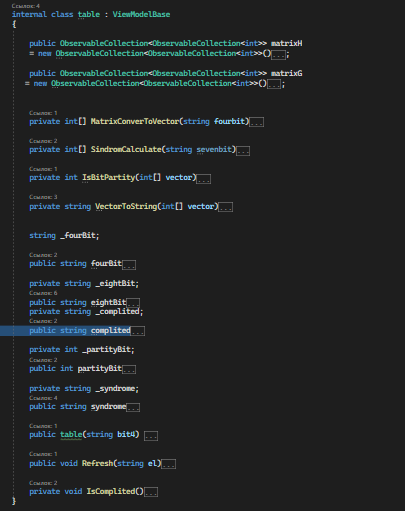 Ссылок: 4
internal class table : ViewModelBase
{
public ObservableCollection<ObservableCollection<int>> matrixH
= new ObservableCollection<ObservableCollection<int>>()...;
public ObservableCollection<ObservableCollection<int>> matrixG
= new ObservableCollection<ObservableCollection<int>>()...;
Ссылок: 1
private int[] MatrixConverToVector(string fourbit)...
Ссылок: 2
private int[] SindromCalculate(string sevenbit)...
Ссылок: 1
private int IsBitPartity(int[] vector)...
Ссылок: 3
private string VectorToString(int[] vector)...
string _fourBit;
Ссылок: 2
public string fourBit...
private string _eightBit;
Ссылок: 6
public string eightBit...
private string _complited;
Ссылок: 2
public string complited...
private int _partityBit;
Ссылок: 2
public int partityBit...
private string _syndrome;
Ссылок: 4
public string syndrome...
Ссылок: 1
public table(string bit4) ...
Ссылок: 1
public void Refresh(string el)...
Ссылок: 2
private void IsComplited()...
}